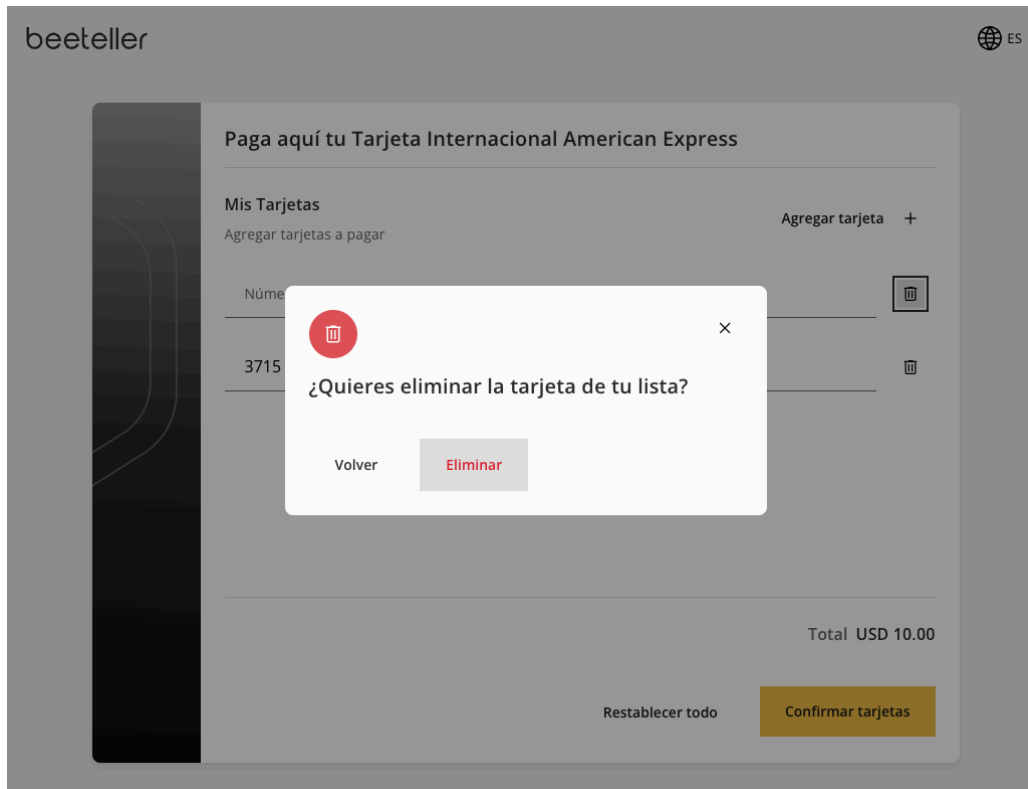 beeteller
ES
Paga aquí tu Tarjeta Internacional American Express
Mis Tarjetas
Agregar tarjetas a pagar
Agregar tarjeta +
3715
¿Quieres eliminar la tarjeta de tu lista?
Volver Eliminar
Total USD 10.00
Restablecer todo Confirmar tarjetas